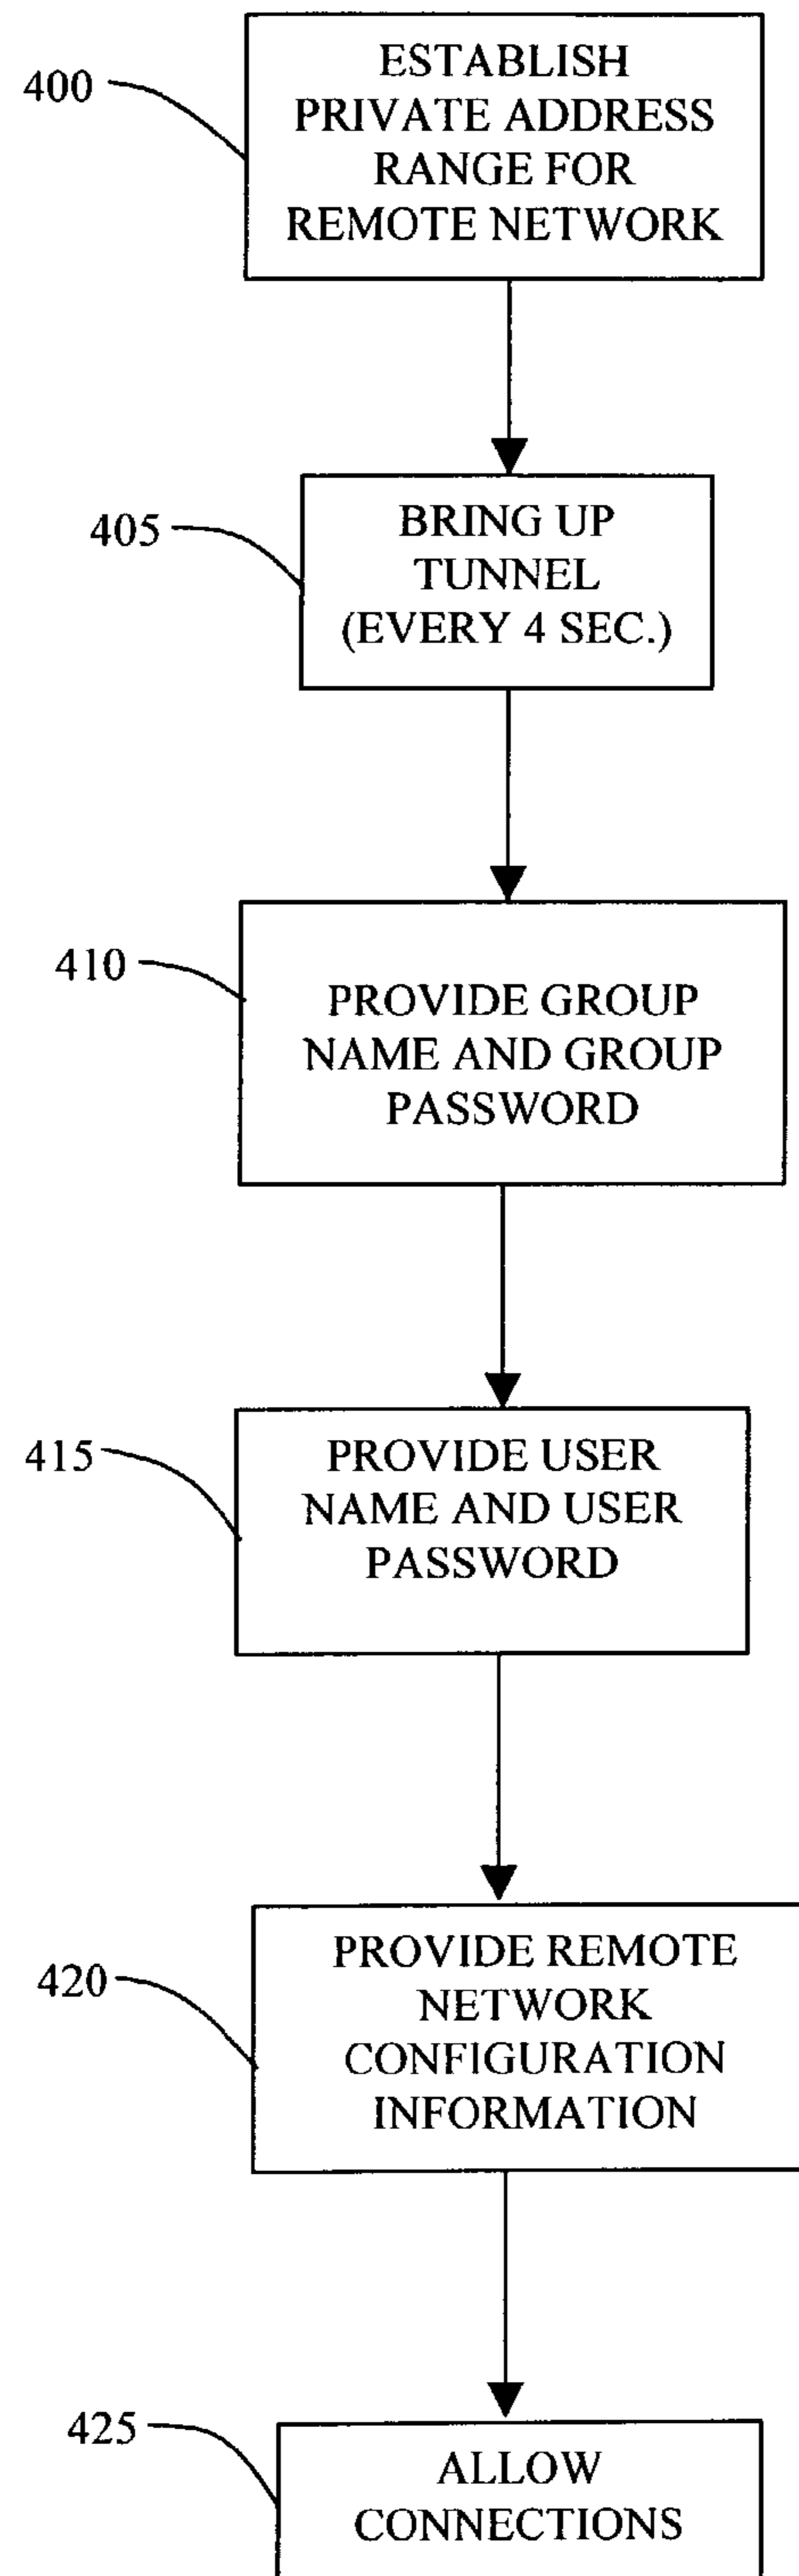 400
ESTABLISH
PRIVATE ADDRESS
RANGE FOR
REMOTE NETWORK
405
BRING UP
TUNNEL
(EVERY 4 SEC.)
410
PROVIDE GROUP
NAME AND GROUP
PASSWORD
415
PROVIDE USER
NAME AND USER
PASSWORD
420
PROVIDE REMOTE
NETWORK
CONFIGURATION
INFORMATION
425
ALLOW
CONNECTIONS